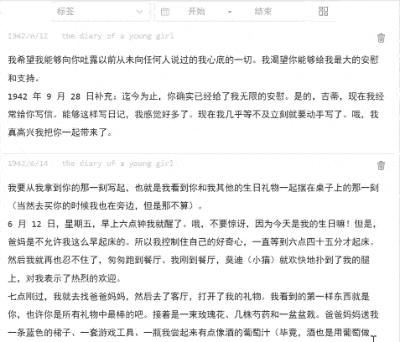 标签 开始 - 结束
1942/6/12 the diary of a young girl
我希望我能够向你吐露以前从未向任何人说过的我心底的一切。我渴望你能够给我最大的安慰
和支持。
1942 年 9 月 28 日补充：迄今为止，你确实已经给了我无限的安慰。是的，吉蒂，现在我经
常给你写信。能够这样写日记，我感觉好多了。现在我几乎等不及立刻就要动手写了。哦，我
真高兴我把你一起带来了。
1942/6/14 the diary of a young girl
我要从我拿到你的那一刻写起，也就是我看到你和我其他的生日礼物一起摆在桌子上的那一刻
（当然去买你的时候我也在旁边，但是那不算）。
6 月 12 日，星期五，早上六点钟我就醒了。哦，不要惊讶，因为今天是我的生日嘛！但是，
爸妈是不允许我这么早起床的。所以我控制住自己的好奇心，一直等到六点四十五分才起床。
然后我就再也忍不住了，匆匆跑到餐厅。我刚到餐厅，莫迪（小猫）就欢快地扑到了我的腿
上，对我表示了热烈的欢迎。
七点刚过，我就去找爸爸妈妈，然后去了客厅，打开了我的礼物。我看到的第一样东西就是
你，也许你是所有礼物中最棒的吧。接着是一束玫瑰花、几株芍药和一盆盆栽。爸爸妈妈送我
一条蓝色的裙子、一套游戏工具、一瓶我尝起来有点像酒的葡萄汁（毕竟，酒也是用葡萄做